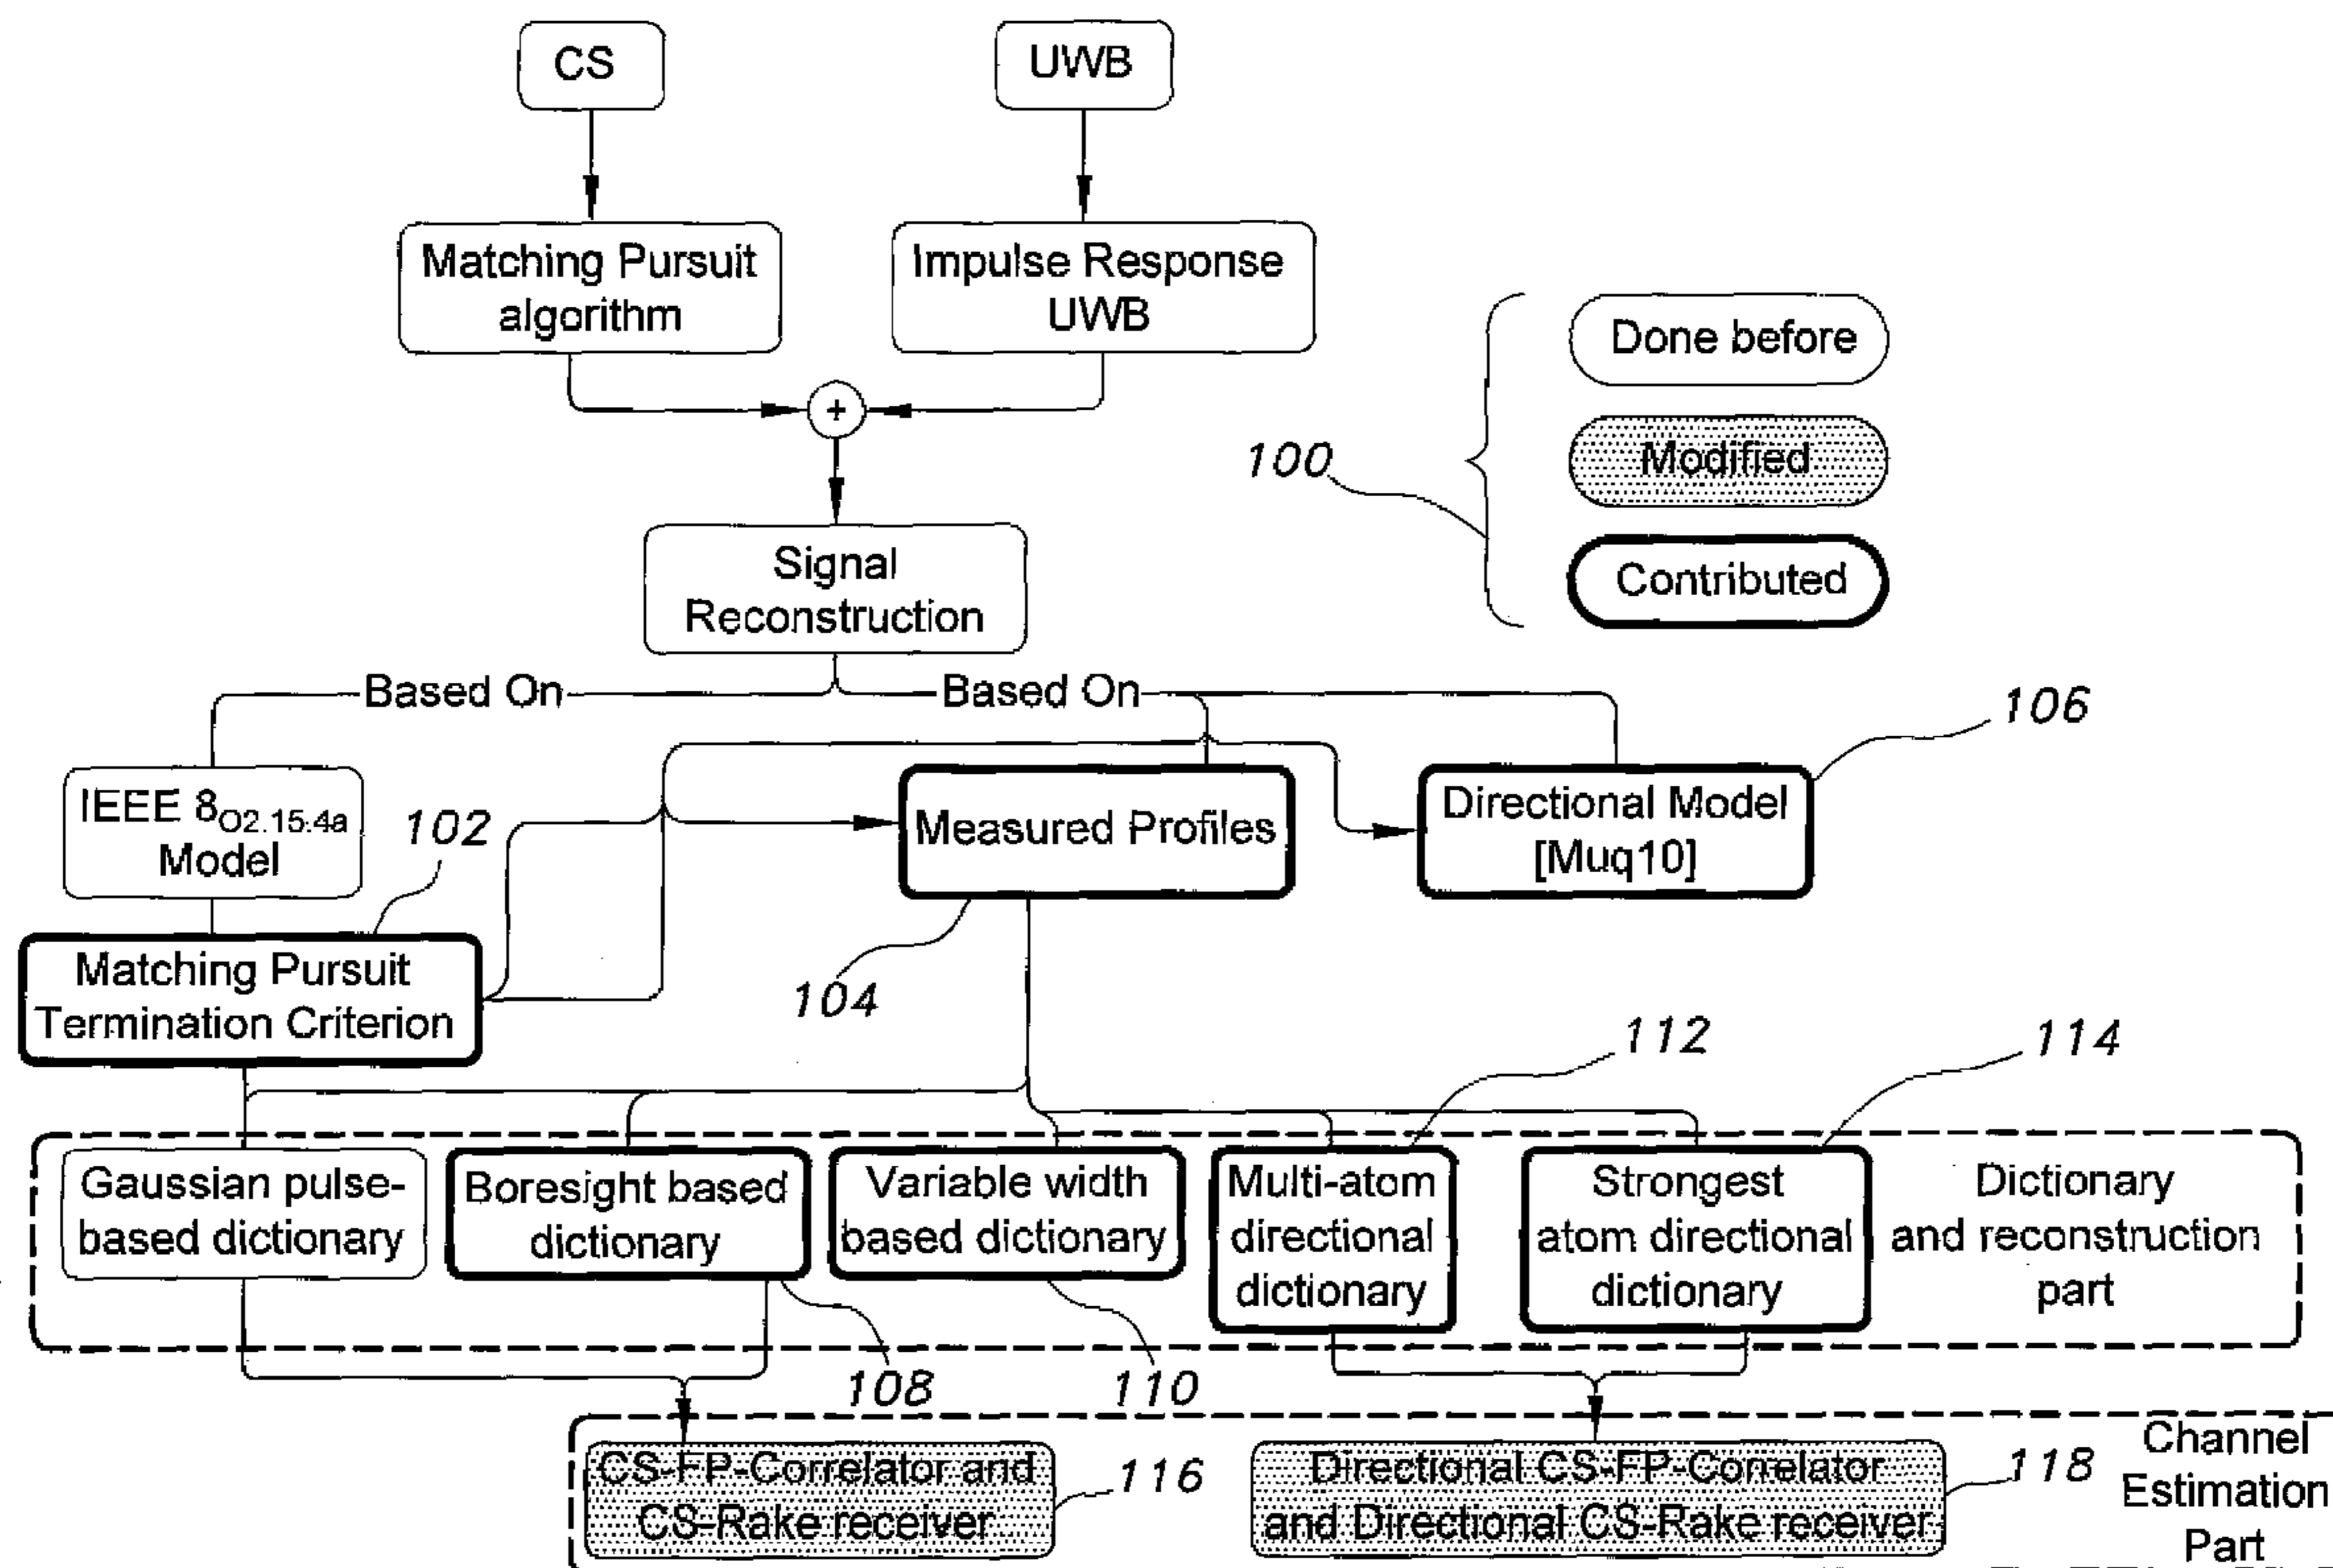 CS
UWB
Matching Pursuit
algorithm
Impulse Response
UWB
+
Done before
Modified
Contributed
100
Signal
Reconstruction
Based On
Based On
106
IEEE 8O2.15.4a
Model
102
Measured Profiles
Directional Model
[Muq10]
Matching Pursuit
Termination Criterion
104
112
114
Gaussian pulse-
based dictionary
Boresight based
dictionary
Variable width
based dictionary
Multi-atom
directional
dictionary
Strongest
atom directional
dictionary
Dictionary
and reconstruction
part
108
110
CS-FP-Correlator and
CS-Rake receiver
116
Directional CS-FP-Correlator
and Directional CS-Rake receiver
118
Channel
Estimation
Part